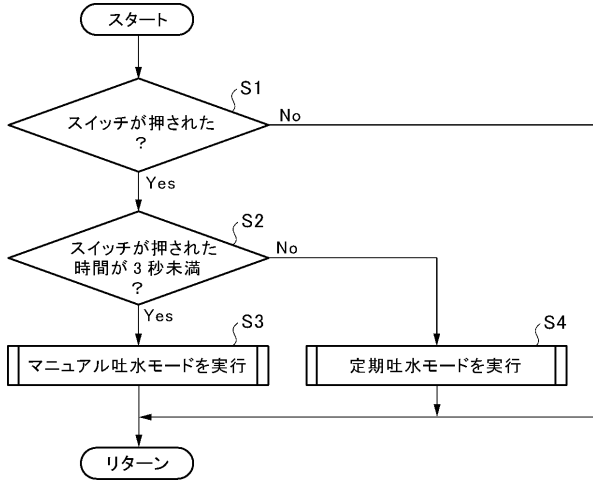 スタート
S1
スイッチが押された
?
No
Yes
S2
スイッチが押された
時間が3秒未満
?
No
Yes
S3
マニュアル吐水モードを実行
S4
定期吐水モードを実行
リターン